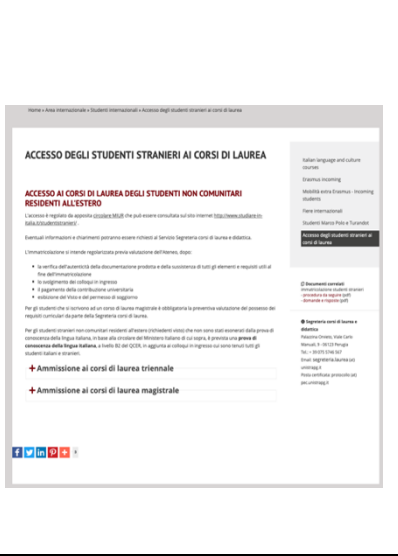 Home » Area Internazionale » Studenti Internazionali » Accesso degli studenti stranieri ai corsi di laurea
ACCESSO DEGLI STUDENTI STRANIERI AI CORSI DI LAUREA
ACCESSO AI CORSI DI LAUREA DEGLI STUDENTI NON COMUNITARI
RESIDENTI ALL'ESTERO
L'accesso è regolato da apposita circolare MIUR che può essere consultata sul sito internet http://www.studiare-in-
italia.it/studentistranieri/ .
Eventuali informazioni e chiarimenti potranno essere richiesti al Servizio Segreteria corsi di laurea e didattica.
L'immatricolazione si intende regolarizzata previa valutazione dell'Ateneo, dopo:
la verifica dell'autenticità della documentazione prodotta e della sussistenza di tutti gli elementi e requisiti utili al
fine dell'immatricolazione
lo svolgimento dei colloqui in ingresso
il pagamento della contribuzione universitaria
esibizione del Visto e del permesso di soggiorno
Per gli studenti che si iscrivono ad un corso di laurea magistrale è obbligatoria la preventiva valutazione del possesso dei
requisiti curriculari da parte della Segreteria corsi di laurea.
Per gli studenti stranieri non comunitari residenti all'estero (richiedenti visto) che non sono stati esonerati dalla prova di
conoscenza della lingua italiana, in base alla circolare del Ministero italiano di cui sopra, è prevista una prova di
conoscenza della lingua italiana, a livello B2 del QCER, in aggiunta ai colloqui in ingresso cui sono tenuti tutti gli
studenti italiani e stranieri.
+ Ammissione ai corsi di laurea triennale
+ Ammissione ai corsi di laurea magistrale
Italian language and culture
courses
Erasmus incoming
Mobilità extra Erasmus - Incoming
students
Fiere internazionali
Studenti Marco Polo e Turandot
Accesso degli studenti stranieri ai
corsi di laurea
Documenti correlati:
Immatricolazione studenti stranieri
- procedura da seguire (pdf)
- domande e risposte (pdf)
Segreteria corsi di laurea e
didattica
Palazzina Orvieto, Viale Carlo
Manuali, 9 - 06123 Perugia
Tel.: + 39 075 5746 567
Email: segreteria.laurea (at)
unistrapg.it
Posta certificata: protocollo (at)
pec.unistrapg.it